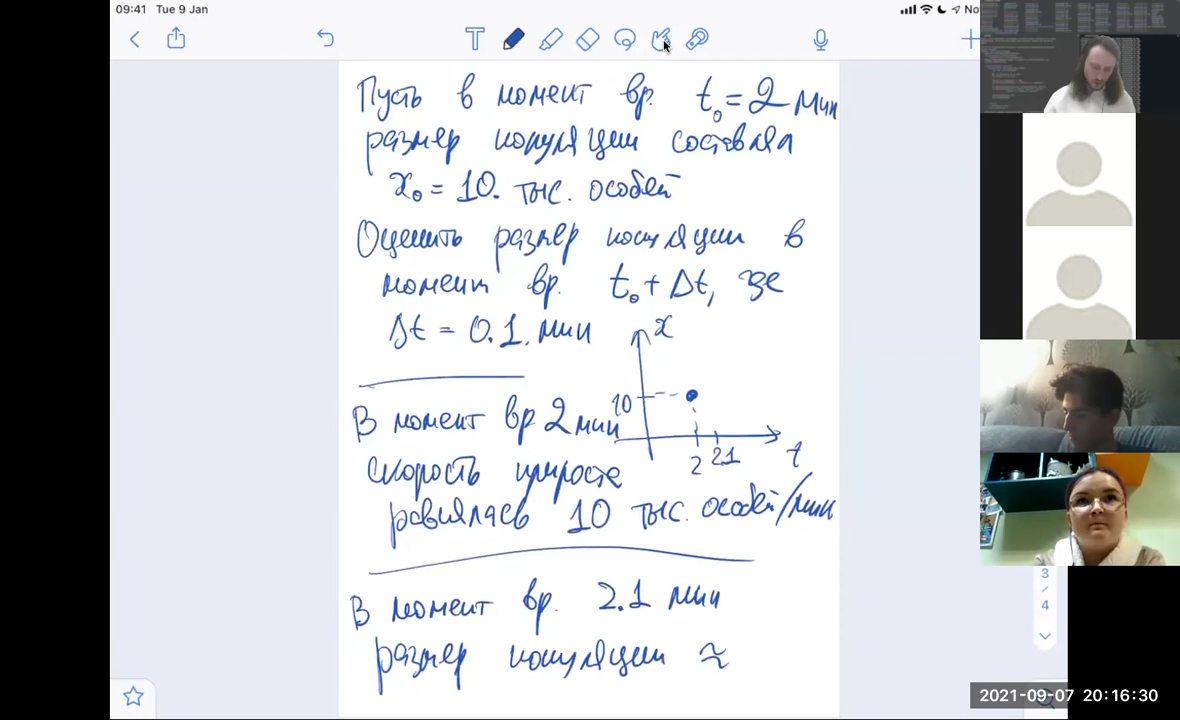 09:41 Tue 9 Jan
No
T
Пусть в момент вр. t₀ = 2 мин
размер популяции составлял
x₀ = 10. тыс. особей
Оценить размер популяции в
момент вр. t₀ + Δt, где
Δt = 0.1. мин
x
10
2 2.1 t
В момент вр 2 мин
скорость прироста
равнялась 10 тыс. особей/мин
В момент вр. 2.1 мин
размер популяции ≈
3
/
4
2021-09-07 20:16:30